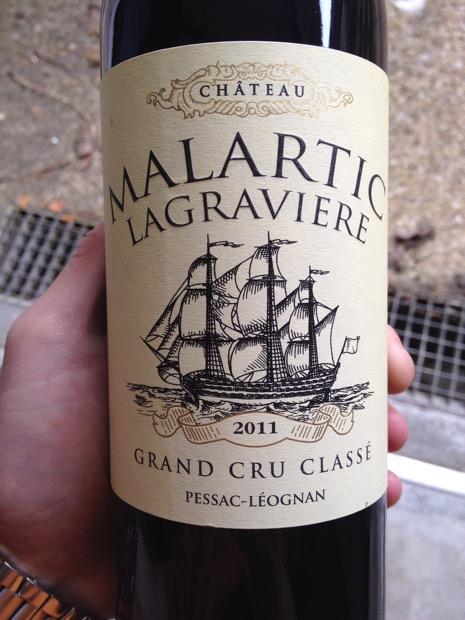 CHÂTEAU
MALARTIC
LAGRAVIERE
2011
GRAND CRU CLASSÉ
PESSAC-LÉOGNAN